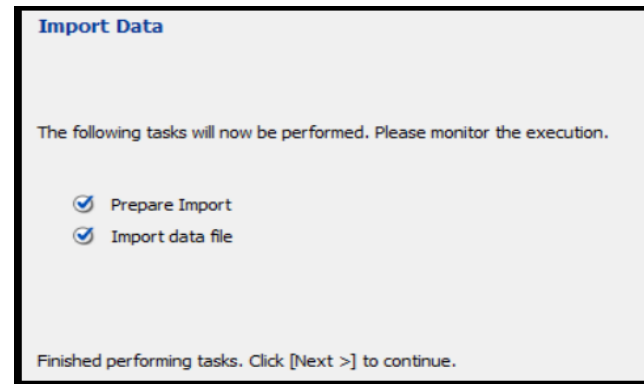 Import Data
The following tasks will now be performed. Please monitor the execution.
Prepare Import
Import data file
Finished performing tasks. Click [Next >] to continue.